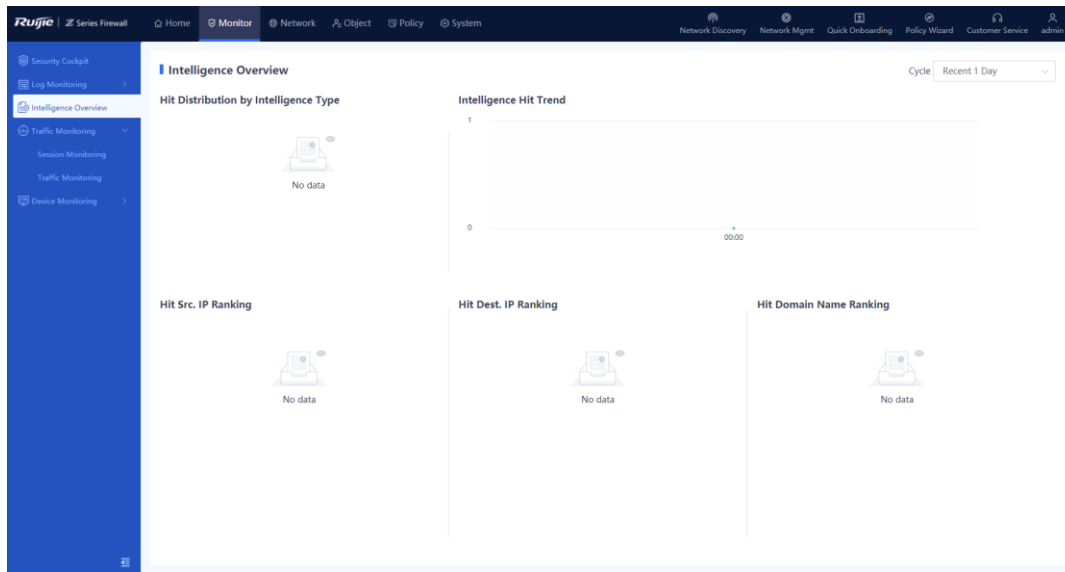 Ruijie | Z Series Firewall
Home
Monitor
Network
Object
Policy
System
Network Discovery
Network Mgmt
Quick Onboarding
Policy Wizard
Customer Service
admin
Security Cockpit
Log Monitoring
Intelligence Overview
Traffic Monitoring
Session Monitoring
Traffic Monitoring
Device Monitoring
Intelligence Overview
Cycle
Recent 1 Day
Hit Distribution by Intelligence Type
No data
Intelligence Hit Trend
1
0
00:00
Hit Src. IP Ranking
No data
Hit Dest. IP Ranking
No data
Hit Domain Name Ranking
No data